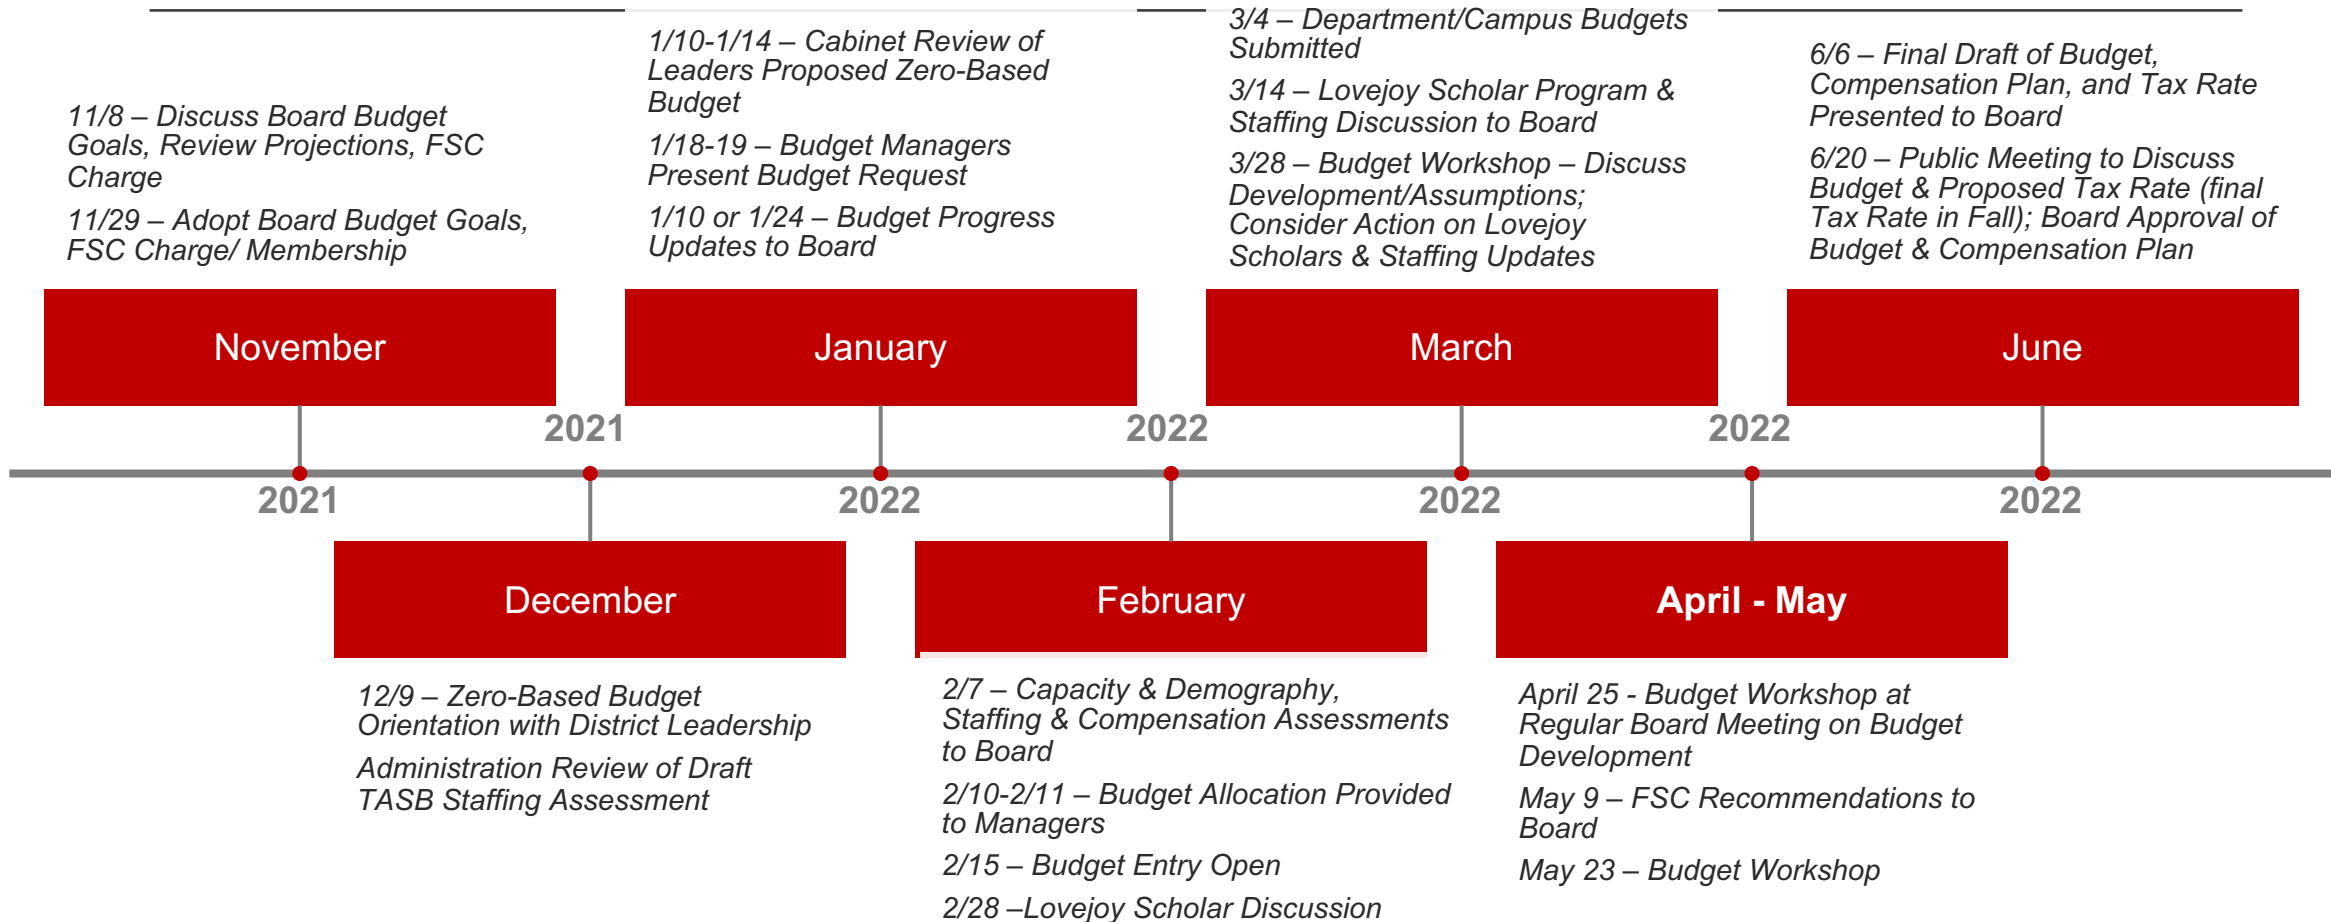 11/8 – Discuss Board Budget
Goals, Review Projections, FSC
Charge
11/29 – Adopt Board Budget Goals,
FSC Charge/ Membership
November
2021
12/9 – Zero-Based Budget
Orientation with District Leadership
Administration Review of Draft
TASB Staffing Assessment
December
2021
1/10-1/14 – Cabinet Review of
Leaders Proposed Zero-Based
Budget
1/18-19 – Budget Managers
Present Budget Request
1/10 or 1/24 – Budget Progress
Updates to Board
January
2022
2022
February
2/7 – Capacity & Demography,
Staffing & Compensation Assessments
to Board
2/10-2/11 – Budget Allocation Provided
to Managers
2/15 – Budget Entry Open
2/28 –Lovejoy Scholar Discussion
3/4 – Department/Campus Budgets
Submitted
3/14 – Lovejoy Scholar Program &
Staffing Discussion to Board
3/28 – Budget Workshop – Discuss
Development/Assumptions;
Consider Action on Lovejoy
Scholars & Staffing Updates
March
2022
2022
April - May
April 25 - Budget Workshop at
Regular Board Meeting on Budget
Development
May 9 – FSC Recommendations to
Board
May 23 – Budget Workshop
6/6 – Final Draft of Budget,
Compensation Plan, and Tax Rate
Presented to Board
6/20 – Public Meeting to Discuss
Budget & Proposed Tax Rate (final
Tax Rate in Fall); Board Approval of
Budget & Compensation Plan
June
2022